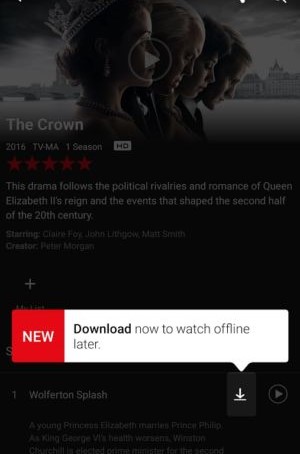 The Crown
2016 TV-MA 1 Season HD
This drama follows the political rivalries and romance of Queen
Elizabeth II's reign and the events that shaped the second half
of the 20th century.
Starring: Claire Foy, John Lithgow, Matt Smith
Creator: Peter Morgan
My List
NEW
Download now to watch offline
later.
S
1 Wolferton Splash
A young Princess Elizabeth marries Prince Philip.
As King George VI's health worsens, Winston
Churchill is elected prime minister for the second